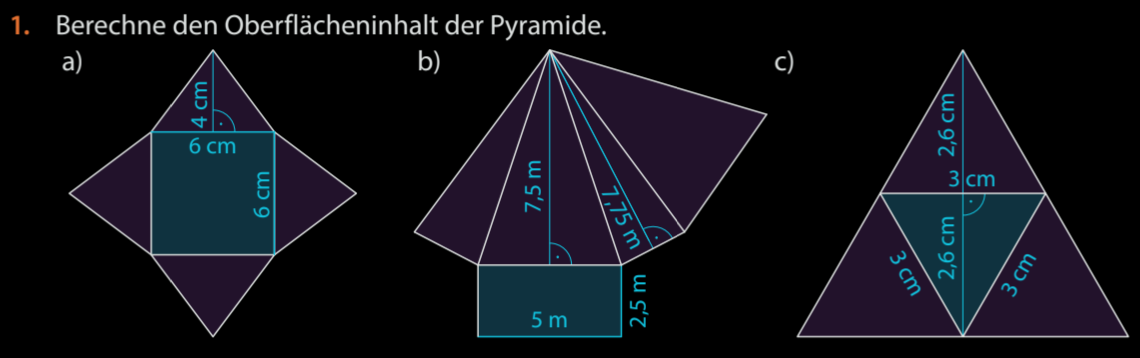 1. Berechne den Oberflächeninhalt der Pyramide.
a)
4 cm
6 cm
6 cm
b)
7,5 m
7,75 m
5 m
2,5 m
c)
2,6 cm
3 cm
2,6 cm
3 cm
3 cm